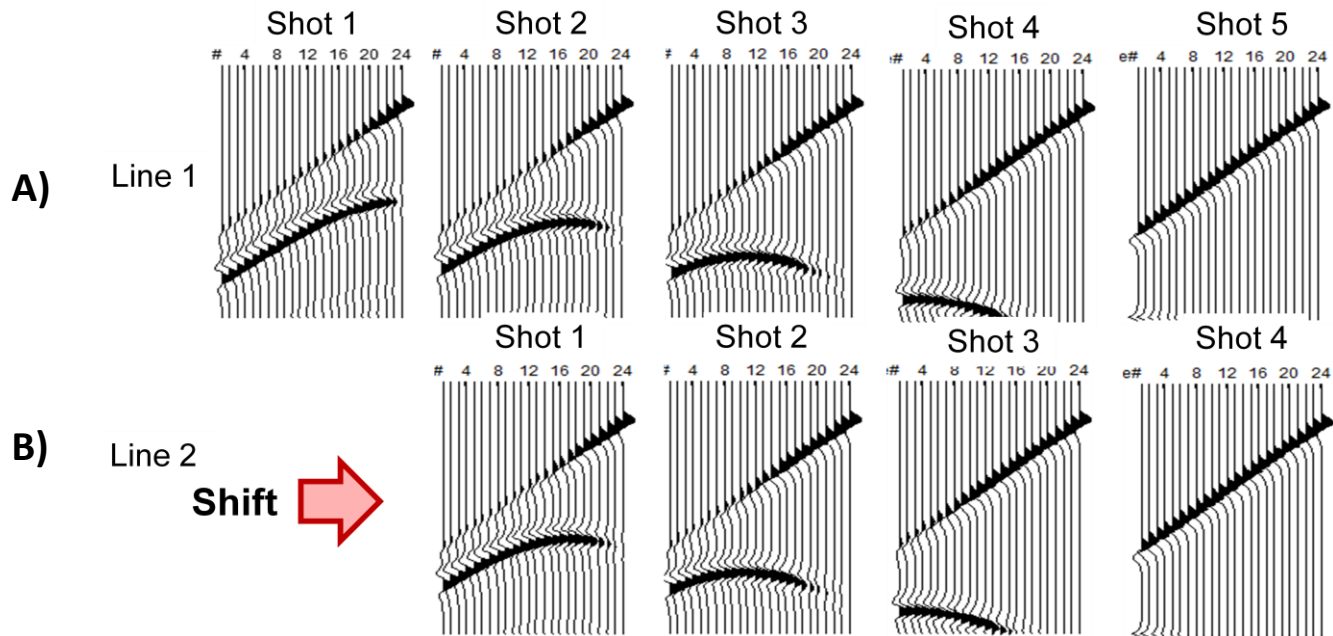 Shot 1 Shot 2 Shot 3 Shot 4 Shot 5
# 4 8 12 16 20 24 # 4 8 12 16 20 24 # 4 8 12 16 20 24 e# 4 8 12 16 20 24 e# 4 8 12 16 20 24
A) Line 1
Shot 1 Shot 2 Shot 3 Shot 4
# 4 8 12 16 20 24 # 4 8 12 16 20 24 e# 4 8 12 16 20 24 e# 4 8 12 16 20 24
B) Line 2
Shift